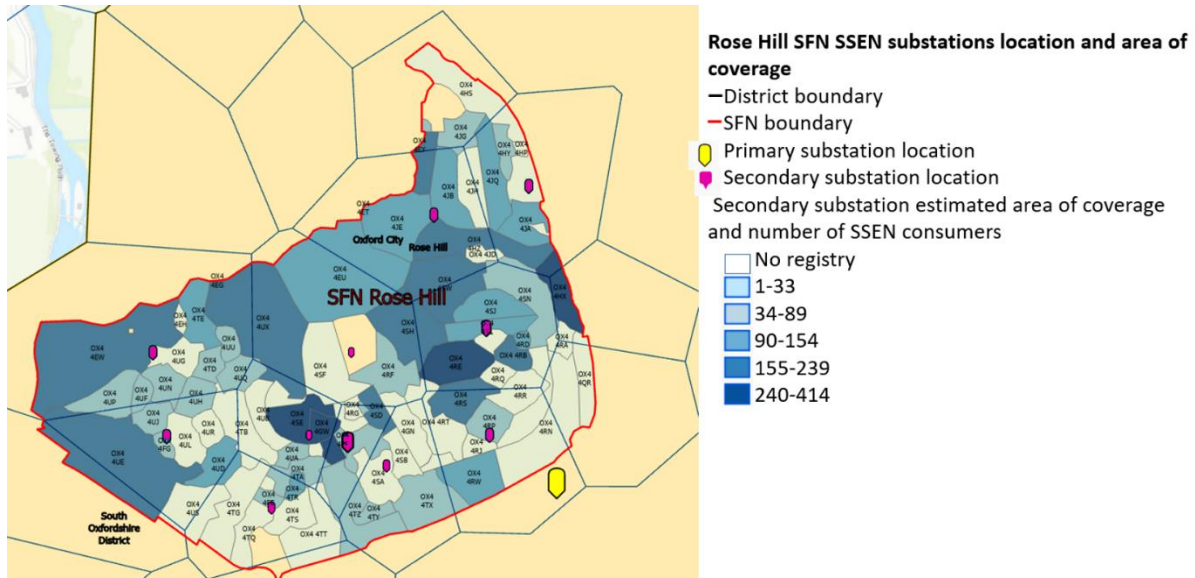 Rose Hill SFN SSEN substations location and area of
coverage
District boundary
SFN boundary
Primary substation location
Secondary substation location
Secondary substation estimated area of coverage
and number of SSEN consumers
No registry
1-33
34-89
90-154
155-239
240-414
OX4
4HS
OX4
4JG
OX4
4HY
OX4
4HP
OX4
4JB
OX4
4JQ
OX4
4ET
OX4
4JE
OX4
4JA
Oxford City
Rose Hill
OX4 4JD
OX4
4EU
OX4
4EG
SFN Rose Hill
OX4
4SN
OX4
4HX
OX4
4SJ
OX4
4TE
OX4
4EH
OX4
4UX
OX4
4SH
OX4
4EW
OX4
4UG
OX4
4UU
OX4
4TD
OX4
4RD
OX4
4RB
OX4
4RA
OX4
4RE
OX4
4SF
OX4
4RF
OX4
4UQ
OX4
4UN
OX4
4UP
OX4
4UF
OX4
4UH
OX4
4RQ
OX4
4RR
OX4
4QR
OX4
4RS
OX4
4UJ
OX4
4UL
OX4
4UR
OX4
4TB
OX4
4SE
OX4
4RG
OX4
4SD
OX4
4GN
OX4 4RT
OX4
4RP
OX4
4RJ
OX4
4RN
OX4
4FG
OX4
4UE
OX4
4UD
OX4
4UA
OX4
4TA
OX4
4SA
OX4
4SB
OX4
4RW
OX4
4TR
OX4
4US
OX4
4TG
OX4
4TS
OX4
4TZ
OX4
4TY
OX4
4TX
OX4
4TQ
OX4 4TT
South
Oxfordshire
District